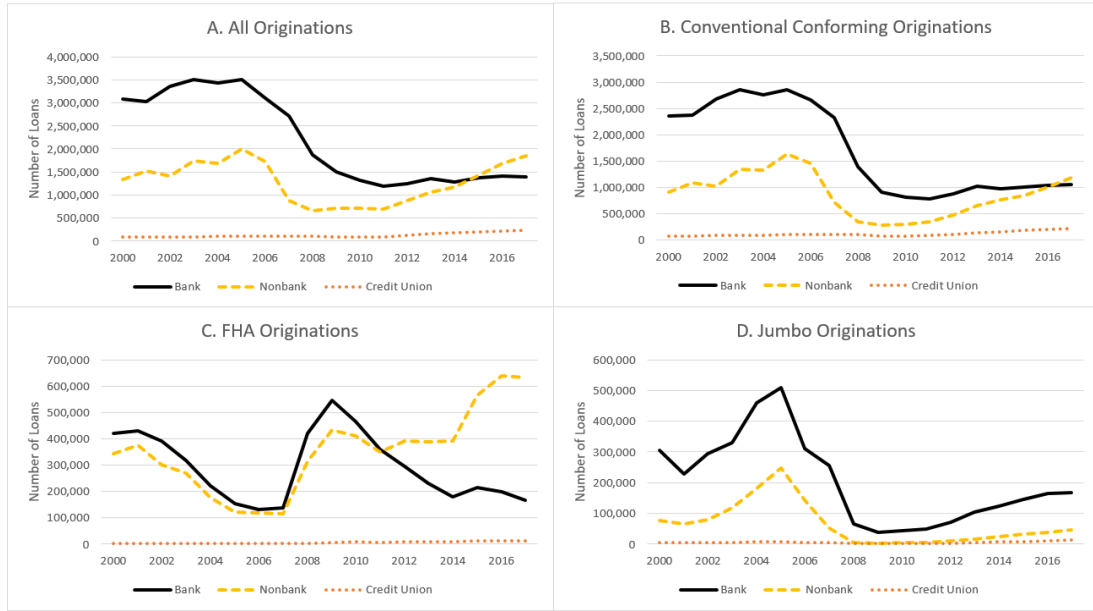 A. All Originations
Number of Loans
4,000,000
3,500,000
3,000,000
2,500,000
2,000,000
1,500,000
1,000,000
500,000
0
2000 2002 2004 2006 2008 2010 2012 2014 2016
Bank Nonbank Credit Union
B. Conventional Conforming Originations
Number of Loans
3,500,000
3,000,000
2,500,000
2,000,000
1,500,000
1,000,000
500,000
0
2000 2002 2004 2006 2008 2010 2012 2014 2016
Bank Nonbank Credit Union
C. FHA Originations
Number of Loans
700,000
600,000
500,000
400,000
300,000
200,000
100,000
0
2000 2002 2004 2006 2008 2010 2012 2014 2016
Bank Nonbank Credit Union
D. Jumbo Originations
Number of Loans
600,000
500,000
400,000
300,000
200,000
100,000
0
2000 2002 2004 2006 2008 2010 2012 2014 2016
Bank Nonbank Credit Union